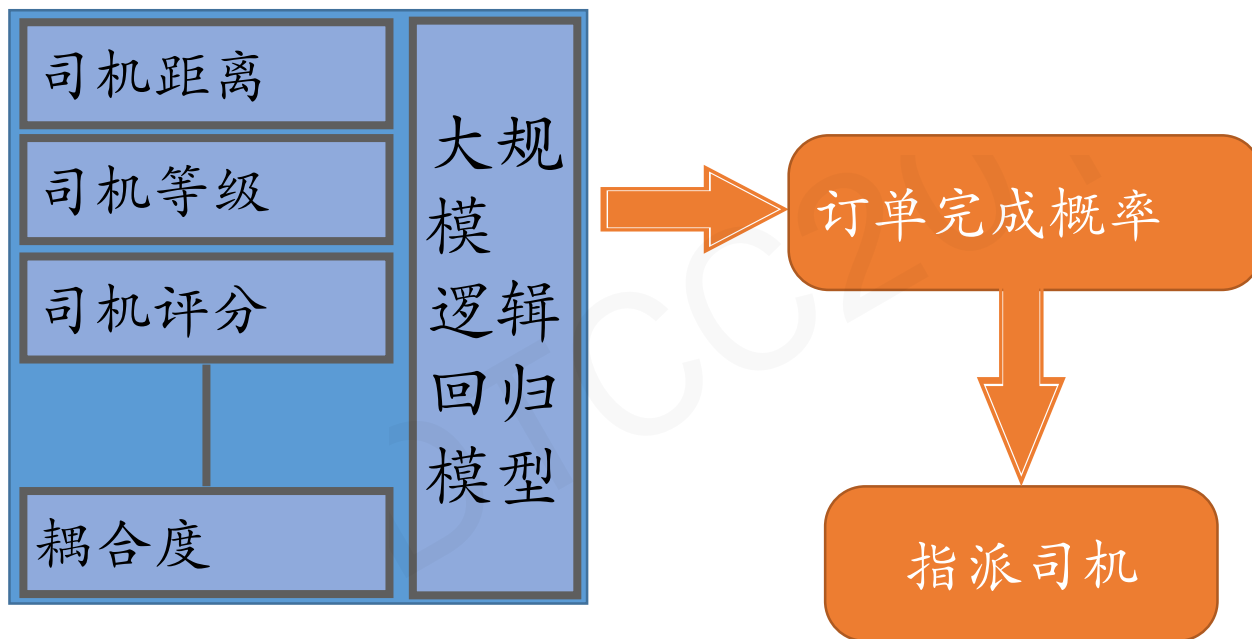 司机距离
司机等级
司机评分
耦合度
大规
模
逻辑
回归
模型
订单完成概率
指派司机